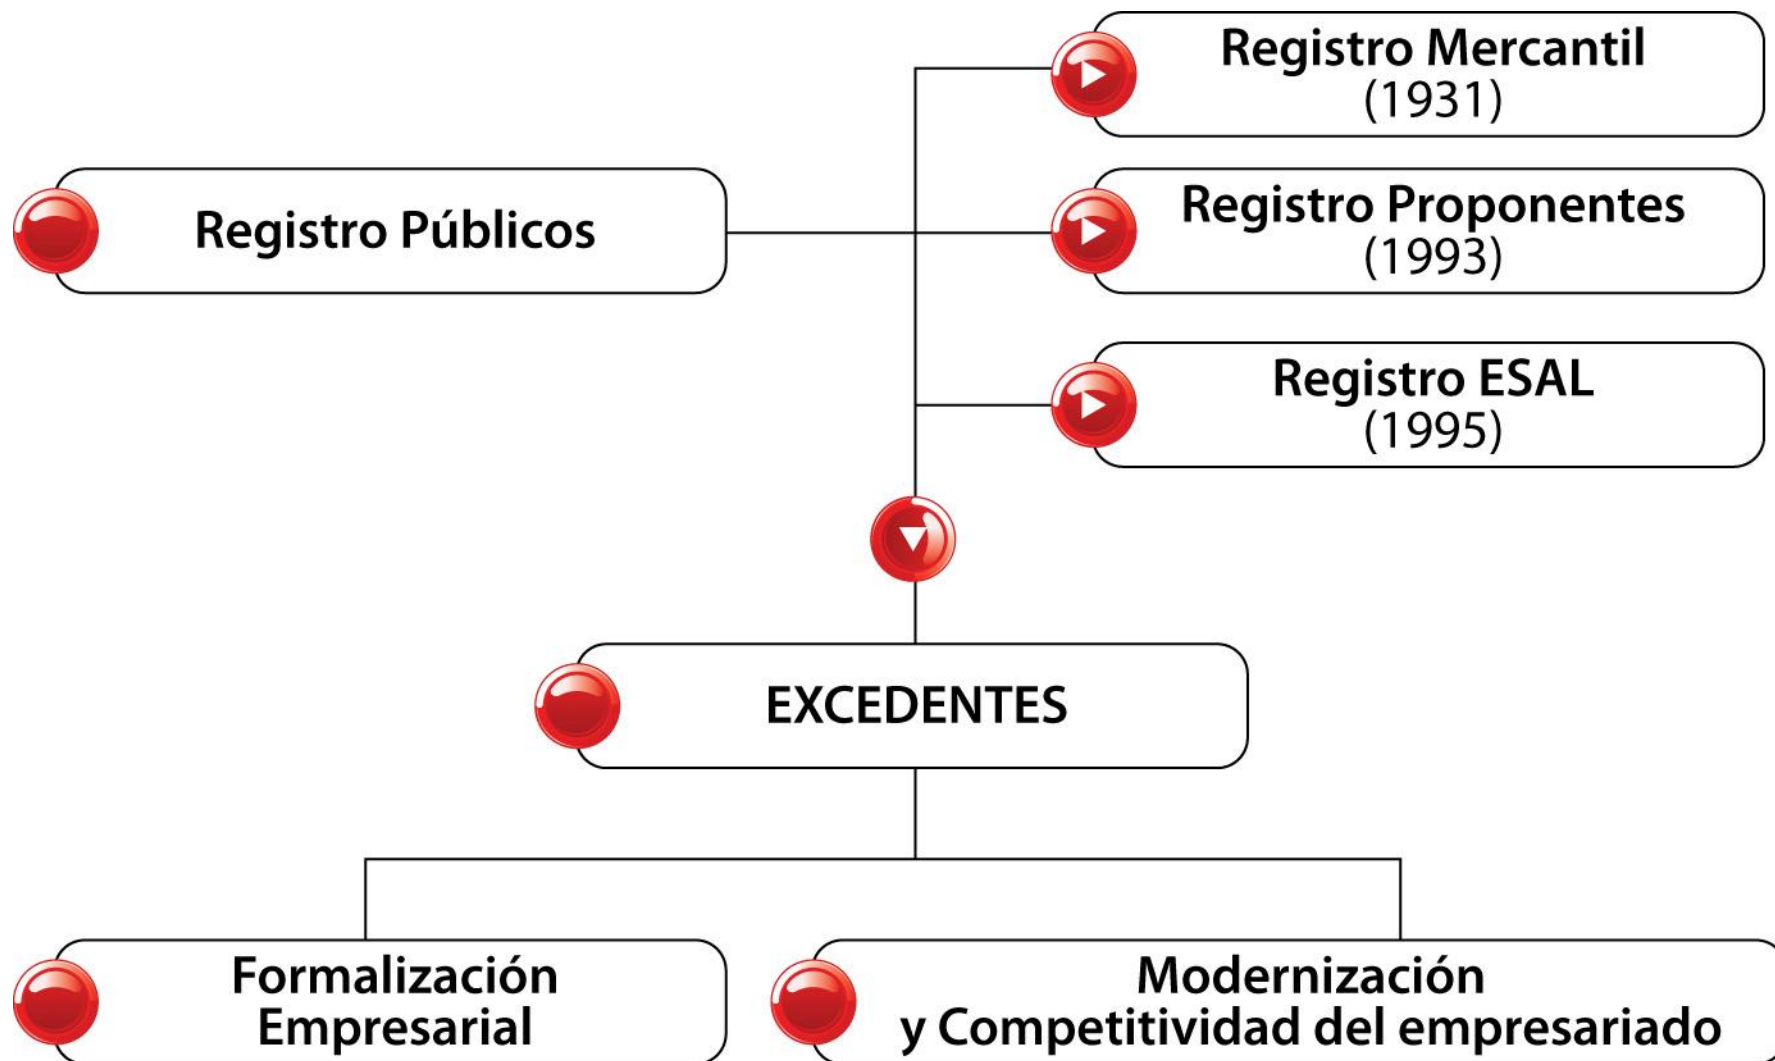 Registro Mercantil
(1931)
Registro Públicos
Registro Proponentes
(1993)
Registro ESAL
(1995)
EXCEDENTES
Formalización
Empresarial
Modernización
y Competitividad del empresariado